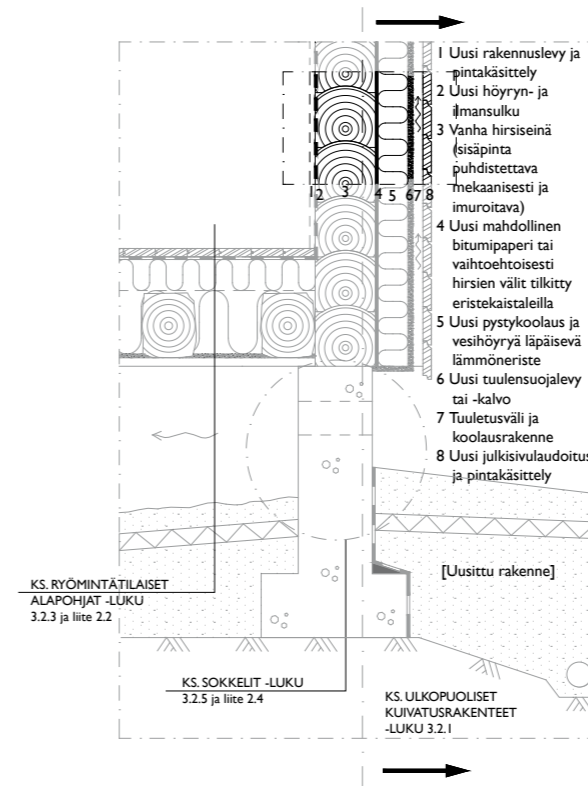 1 Uusi rakennuslevy ja
pintakäsittely
2 Uusi höyryn- ja
ilmansulku
3 Vanha hirsiseinä
(sisäpinta
puhdistettava
mekaanisesti ja
imuroitava)
4 Uusi mahdollinen
bitumipaperi tai
vaihtoehtoisesti
hirsien välit tilkitty
eristekaistaleilla
5 Uusi pystykoolaus ja
vesihöyryä läpäisevä
lämmöneriste
6 Uusi tuulensuojalevy
tai -kalvo
7 Tuuletusväli ja
koolausrakenne
8 Uusi julkisivulaudoitus
ja pintakäsittely
1 2 3 4 5 67 8
[Uusittu rakenne]
KS. RYÖMINTÄTILAISET
ALAPOHJAT -LUKU
3.2.3 ja liite 2.2
KS. SOKKELIT -LUKU
3.2.5 ja liite 2.4
KS. ULKOPUOLISET
KUIVATUSRAKENTEET
-LUKU 3.2.1